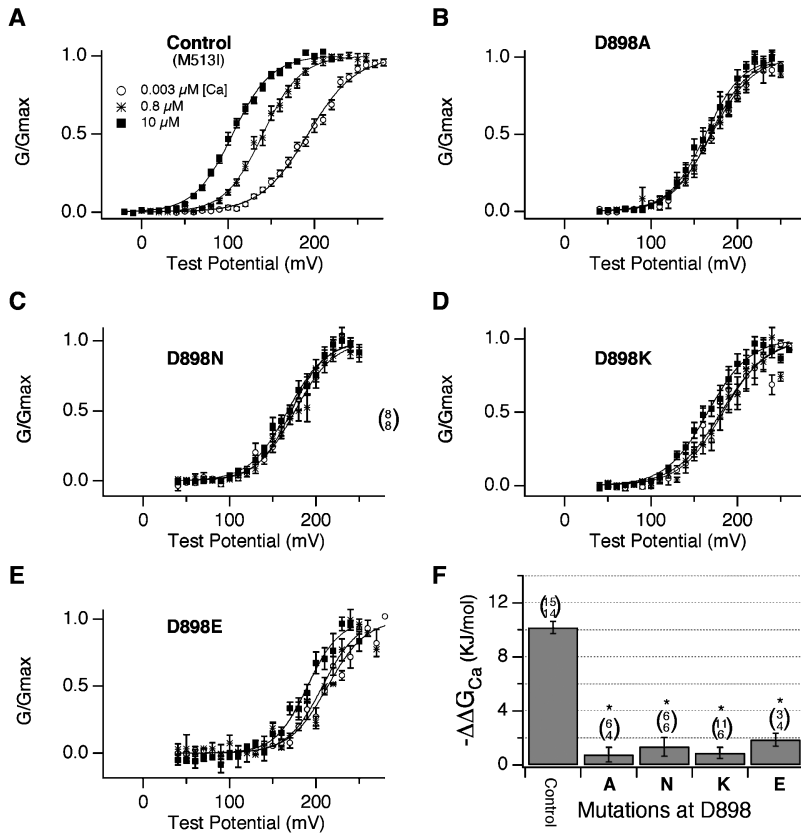 A
Control
(M513I)
0.003 µM [Ca]
0.8 µM
10 µM
G/Gmax
1.0
0.5
0.0
0
100
200
Test Potential (mV)
B
D898A
G/Gmax
1.0
0.5
0.0
0
100
200
Test Potential (mV)
C
D898N
G/Gmax
1.0
0.5
0.0
0
100
200
Test Potential (mV)
(8
8)
D
D898K
G/Gmax
1.0
0.5
0.0
0
100
200
Test Potential (mV)
E
D898E
G/Gmax
1.0
0.5
0.0
0
100
200
Test Potential (mV)
F
-ΔΔG Ca (KJ/mol)
12
8
4
0
(15
14)
*
(6
4)
*
(6
6)
*
(11
6)
*
(3
4)
Control
A
N
K
E
Mutations at D898